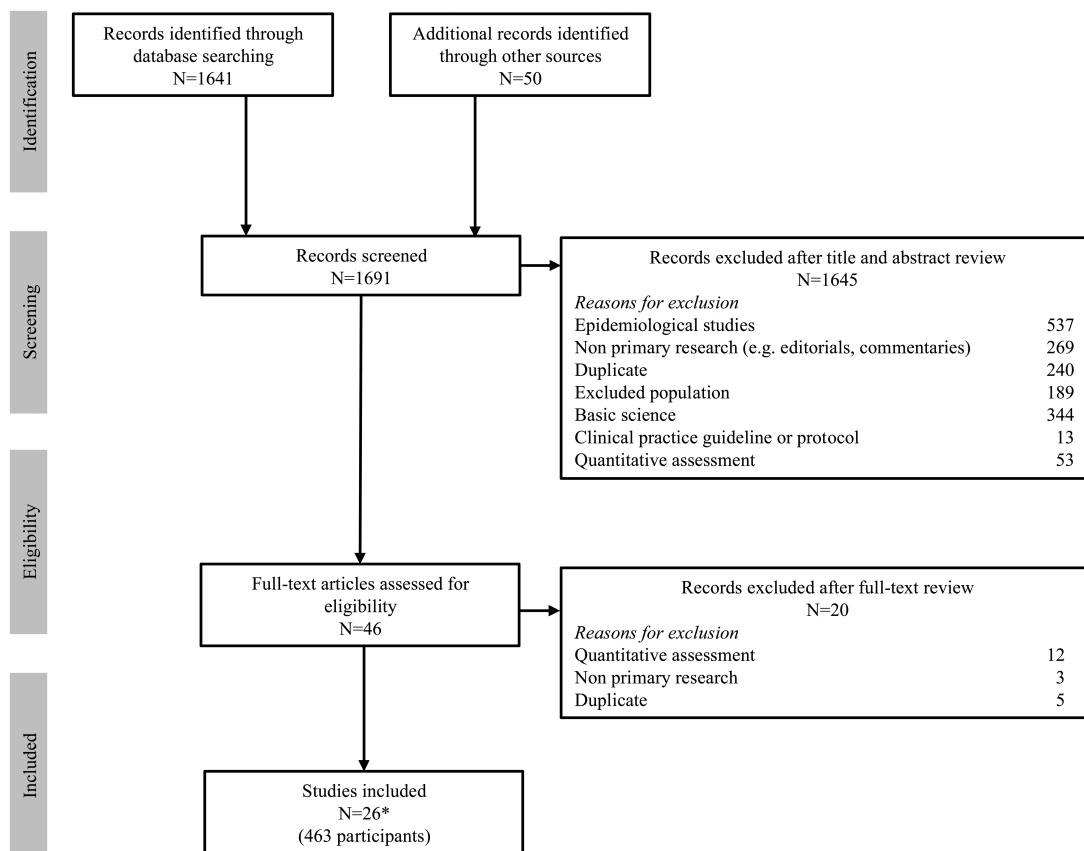 Identification
Records identified through
database searching
N=1641
Additional records identified
through other sources
N=50
Screening
Records screened
N=1691
Records excluded after title and abstract review
N=1645
Reasons for exclusion
Epidemiological studies 537
Non primary research (e.g. editorials, commentaries) 269
Duplicate 240
Excluded population 189
Basic science 344
Clinical practice guideline or protocol 13
Quantitative assessment 53
Eligibility
Full-text articles assessed for
eligibility
N=46
Records excluded after full-text review
N=20
Reasons for exclusion
Quantitative assessment 12
Non primary research 3
Duplicate 5
Included
Studies included
N=26*
(463 participants)